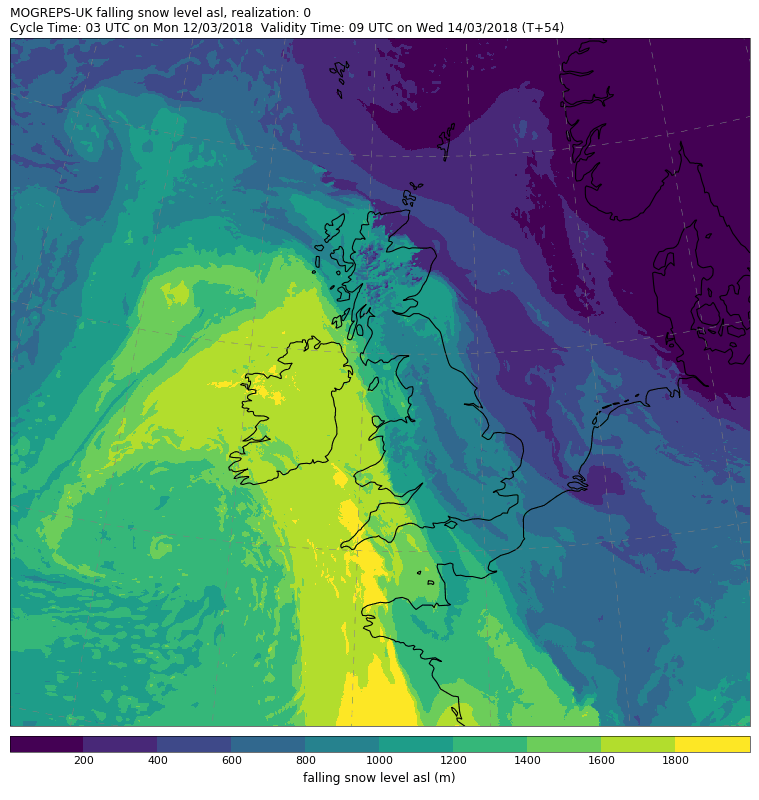 MOGREPS-UK falling snow level asl, realization: 0
Cycle Time: 03 UTC on Mon 12/03/2018  Validity Time: 09 UTC on Wed 14/03/2018 (T+54)
200 400 600 800 1000 1200 1400 1600 1800
falling snow level asl (m)